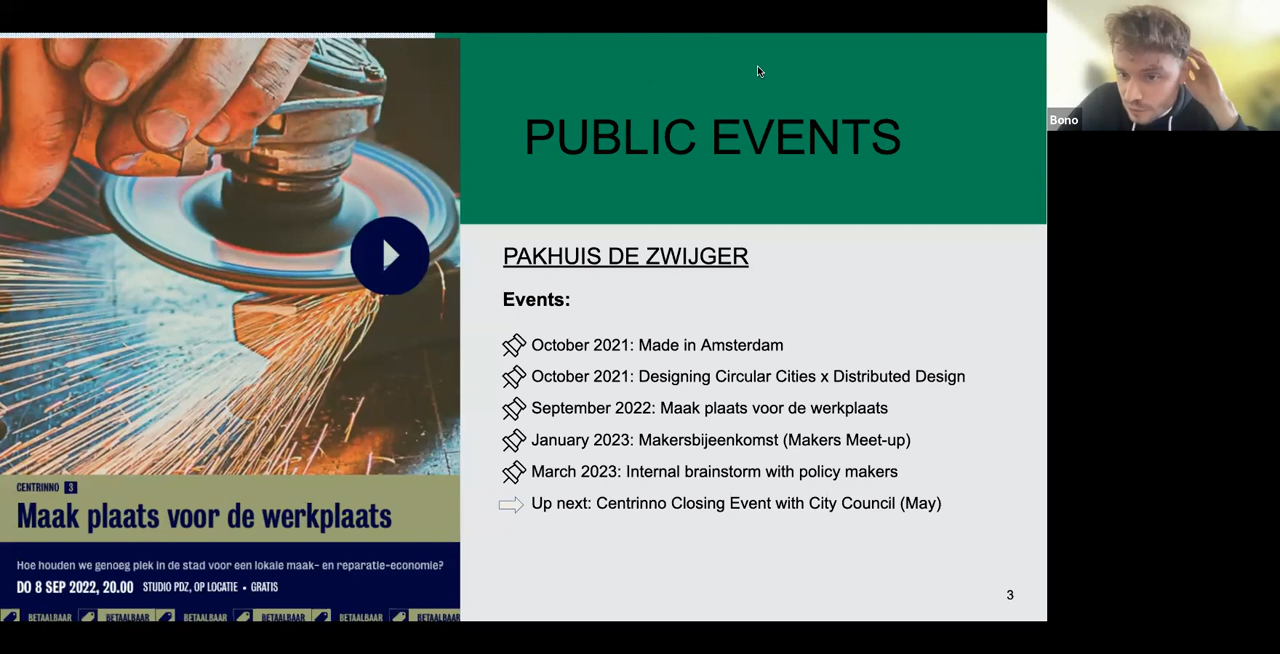 PUBLIC EVENTS
Bono
PAKHUIS DE ZWIJGER
Events:
October 2021: Made in Amsterdam
October 2021: Designing Circular Cities x Distributed Design
September 2022: Maak plaats voor de werkplaats
January 2023: Makersbijeenkomst (Makers Meet-up)
March 2023: Internal brainstorm with policy makers
Up next: Centrinno Closing Event with City Council (May)
3
CENTRINNO 3
Maak plaats voor de werkplaats
Hoe houden we genoeg plek in de stad voor een lokale maak- en reparatie-economie?
DO 8 SEP 2022, 20.00 STUDIO PDZ, OP LOCATIE • GRATIS
BETAALBAAR BETAALBAAR BETAALBAAR BETAALBAAR BETAALBAAR BETAALBAAR